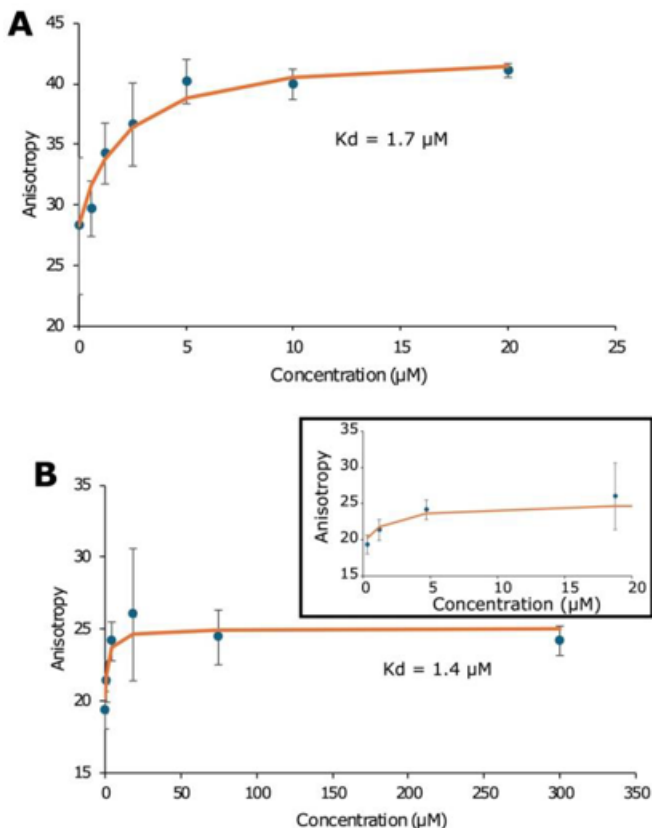 A
45
40
35
30
25
20
Anisotropy
Kd = 1.7 µM
0 5 10 15 20 25
Concentration (µM)
B
35
30
25
20
15
Anisotropy
Kd = 1.4 µM
0 50 100 150 200 250 300 350
Concentration (µM)
35
30
25
20
15
Anisotropy
0 5 10 15 20
Concentration (µM)